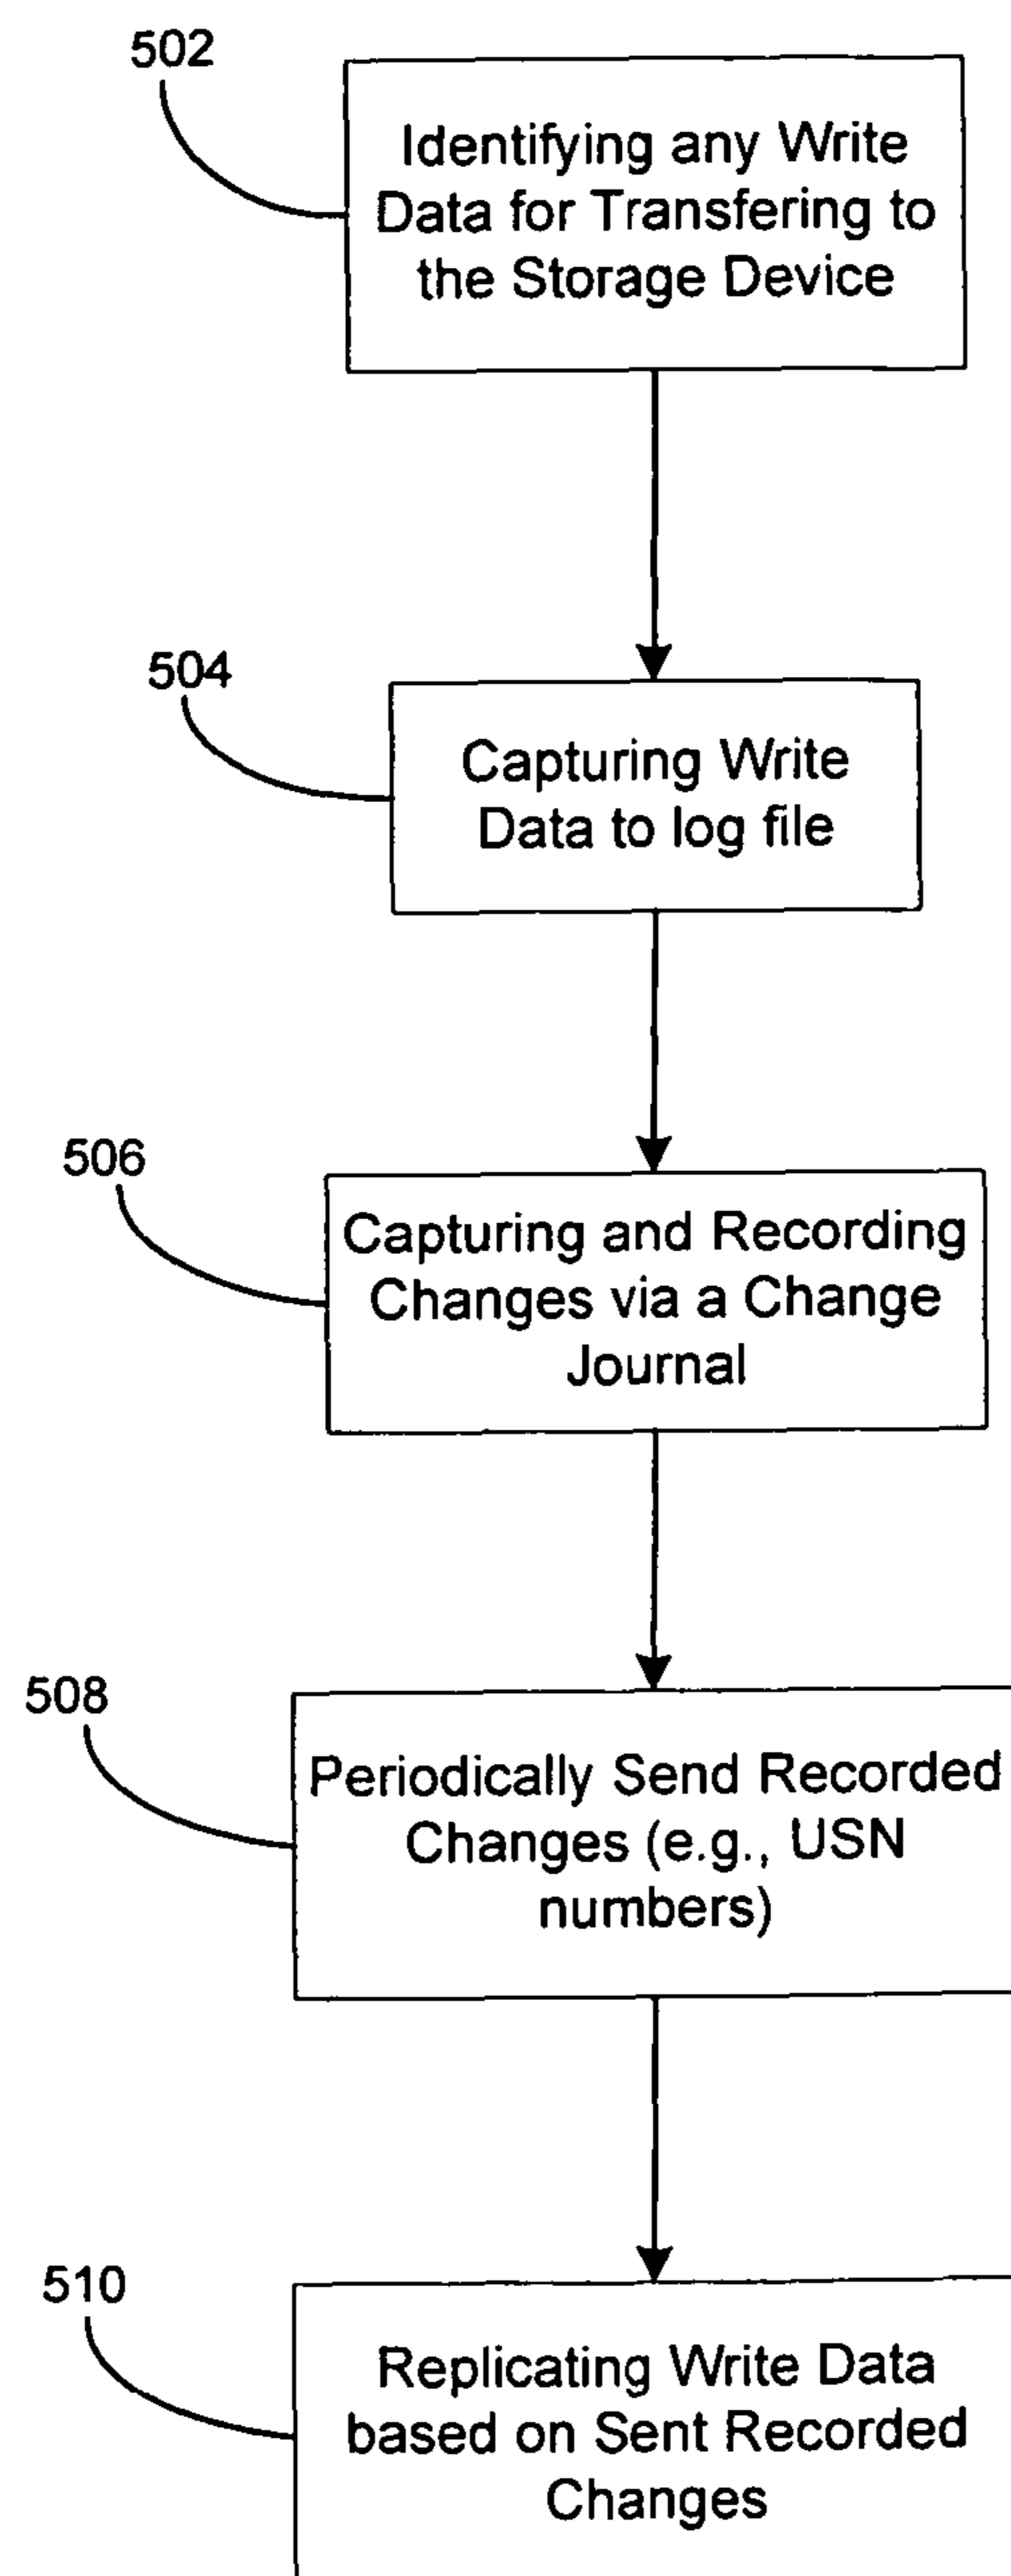 502
Identifying any Write
Data for Transfering to
the Storage Device
504
Capturing Write
Data to log file
506
Capturing and Recording
Changes via a Change
Journal
508
Periodically Send Recorded
Changes (e.g., USN
numbers)
510
Replicating Write Data
based on Sent Recorded
Changes